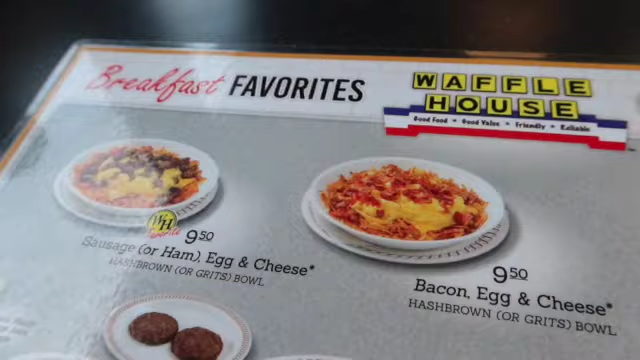 Breakfast FAVORITES
WAFFLE
HOUSE
Good Food • Good Value • Friendly • Reliable
WH
Favorite
9.50
Sausage (or Ham), Egg & Cheese*
HASHBROWN (OR GRITS) BOWL
9.50
Bacon, Egg & Cheese*
HASHBROWN (OR GRITS) BOWL